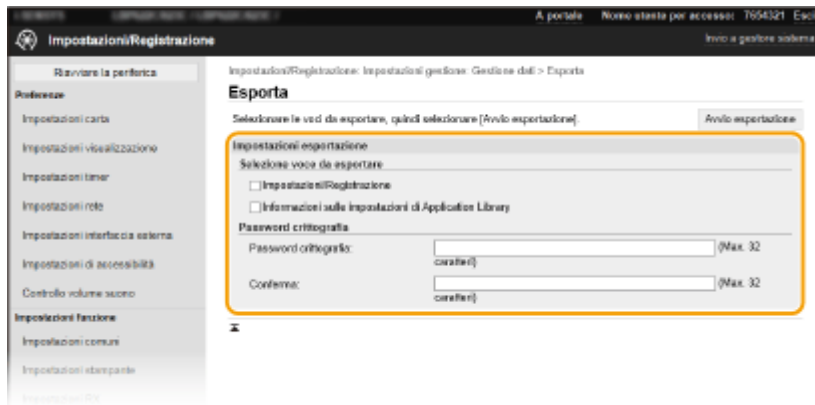 A portale Nome utente per accesso: 7654321 Esci
Impostazioni/Registrazione
Invio a gestore sistema
Riavviare la periferica
Preferenze
Impostazioni carta
Impostazioni visualizzazione
Impostazioni timer
Impostazioni rete
Impostazioni interfaccia esterna
Impostazioni di accessibilità
Controllo volume suono
Impostazioni funzione
Impostazioni comuni
Impostazioni stampante
Impostazioni RX
Impostazioni/Registrazione: Impostazioni gestione: Gestione dati > Esporta
Esporta
Selezionare le voci da esportare, quindi selezionare [Avvio esportazione].
Avvio esportazione
Impostazioni esportazione
Selezione voce da esportare
Impostazioni/Registrazione
Informazioni sulle impostazioni di Application Library
Password crittografia
Password crittografia: (Max. 32
caratteri)
Conferma: (Max. 32
caratteri)